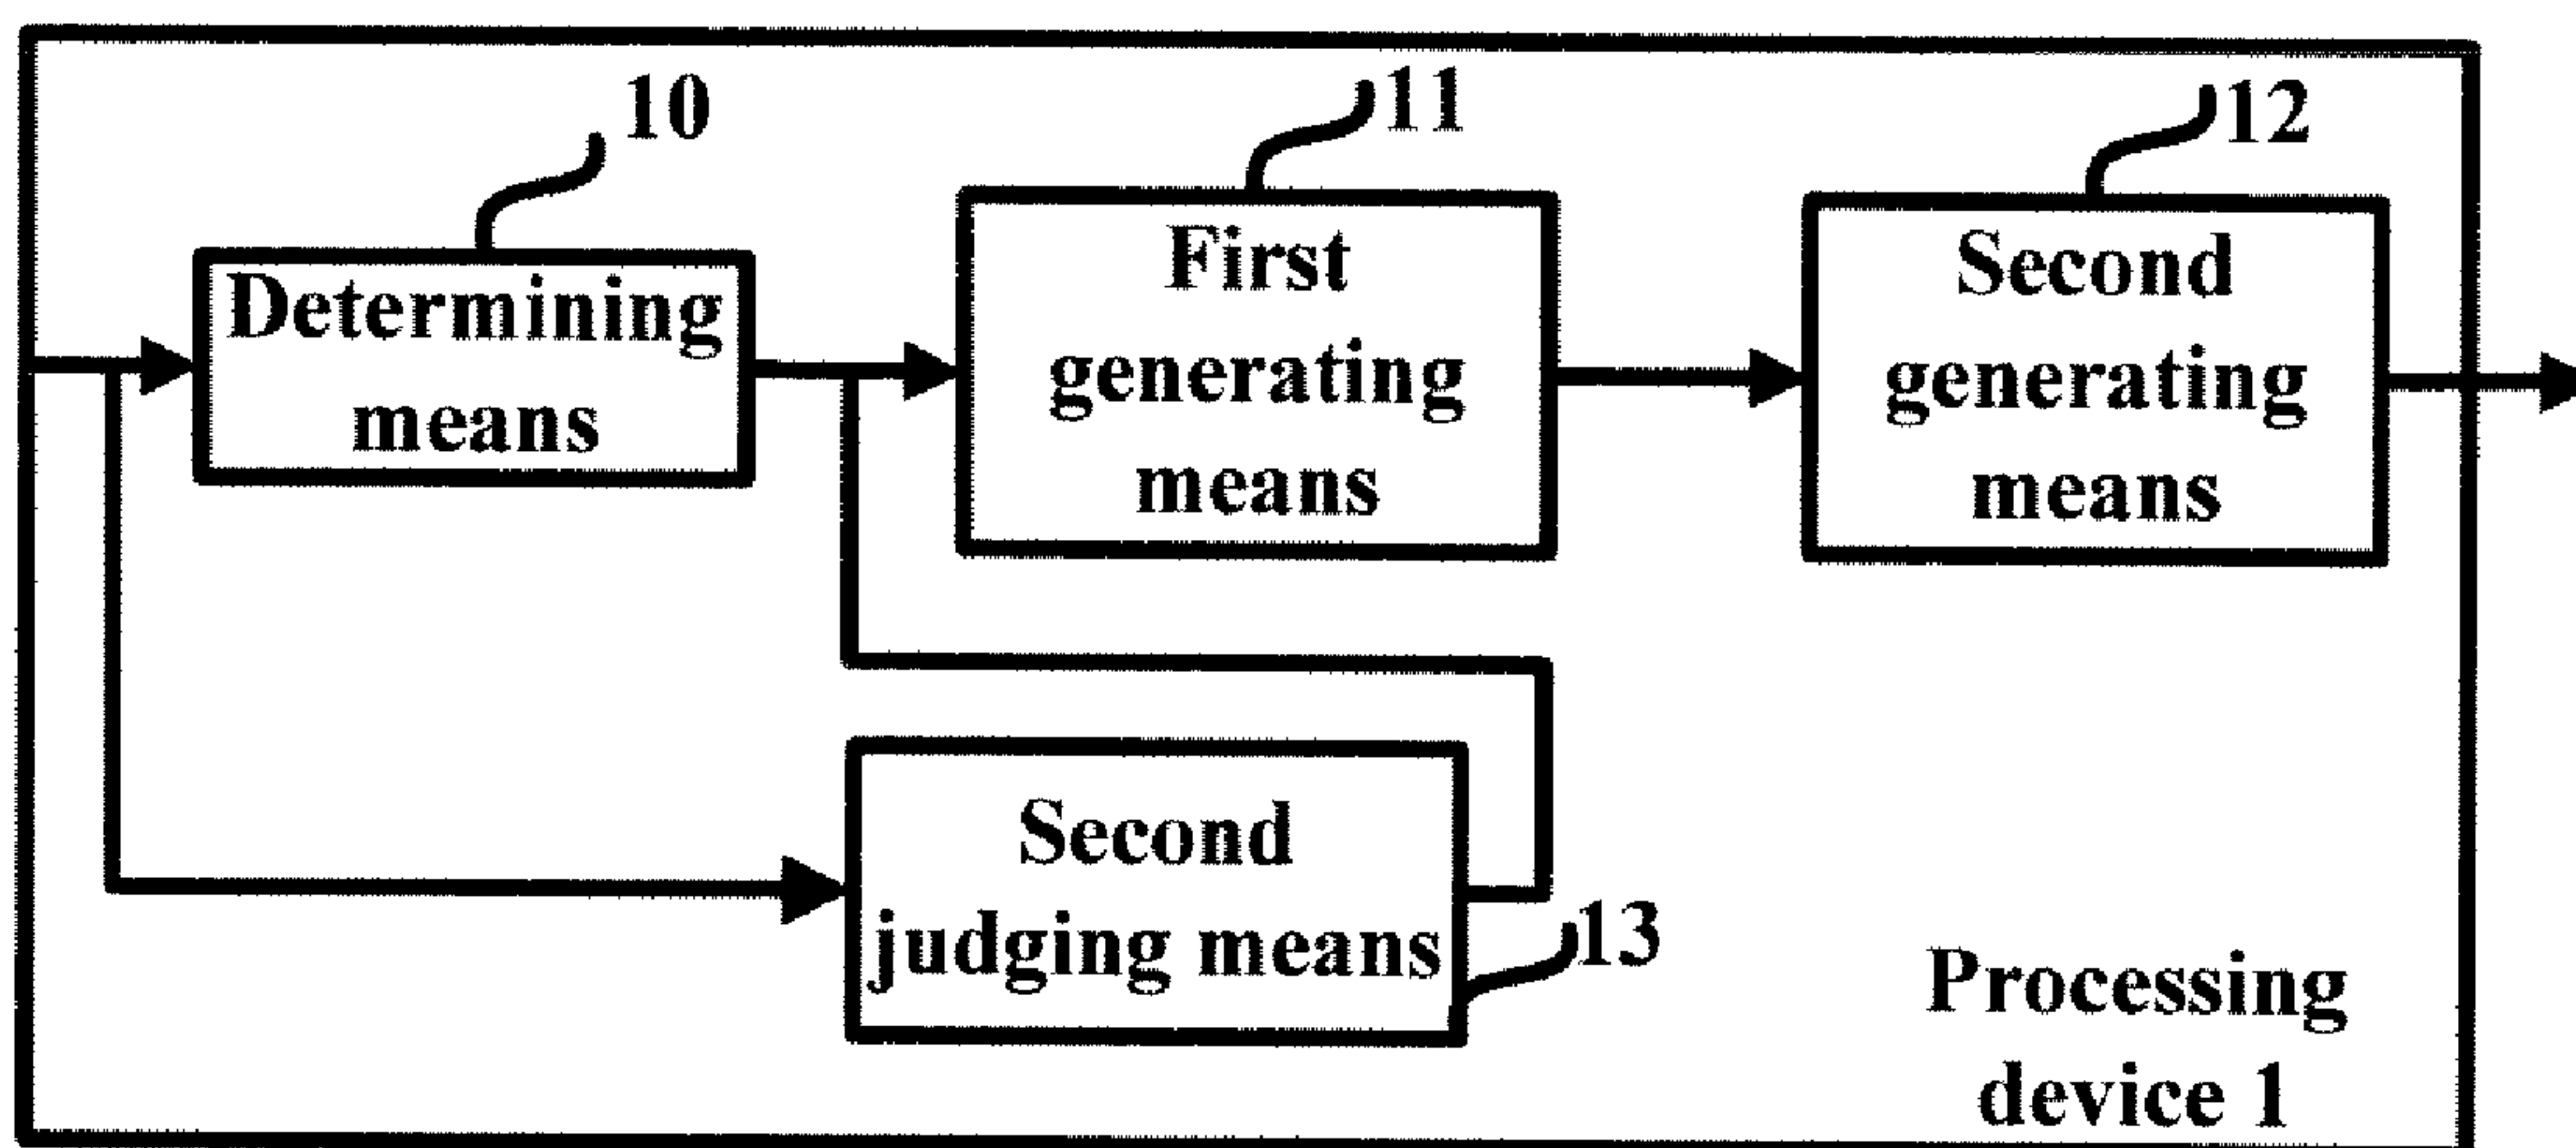 10
11
12
Determining
means
First
generating
means
Second
generating
means
Second
judging means
13
Processing
device 1